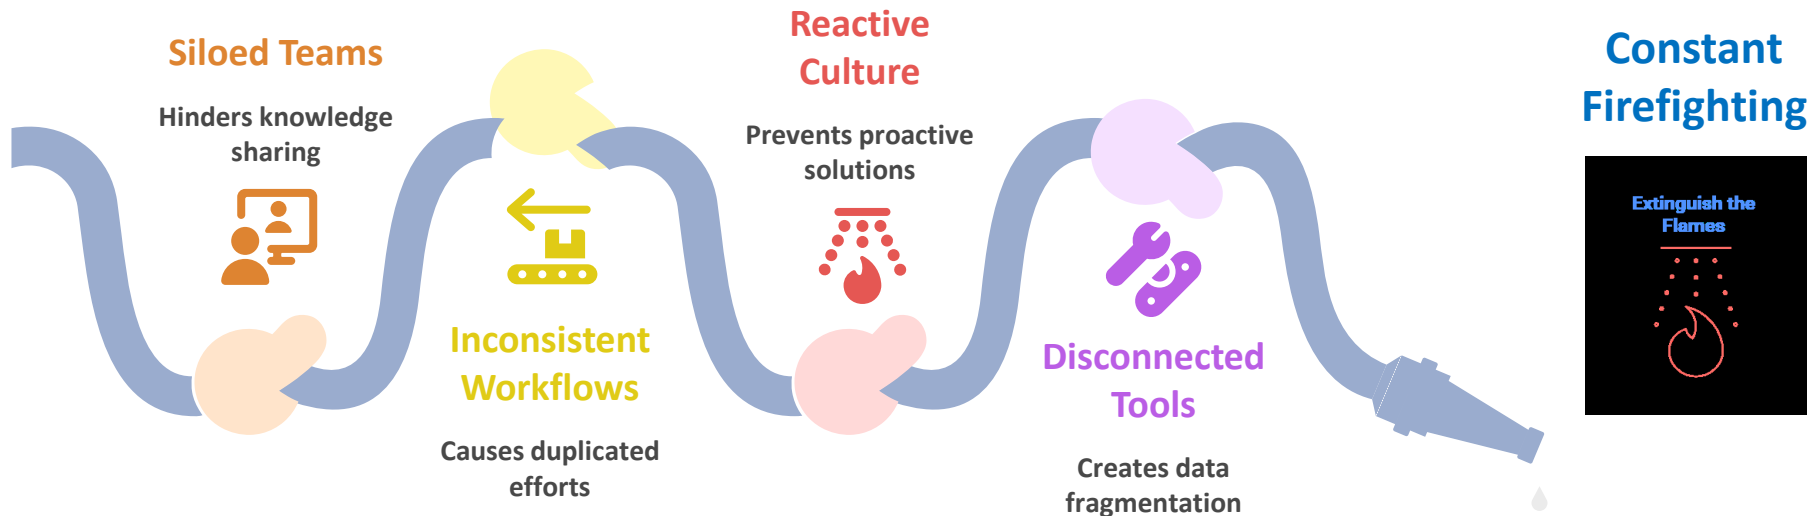 Siloed Teams
Hinders knowledge
sharing
Inconsistent
Workflows
Causes duplicated
efforts
Reactive
Culture
Prevents proactive
solutions
Disconnected
Tools
Creates data
fragmentation
Constant
Firefighting
Extinguish the
Flames